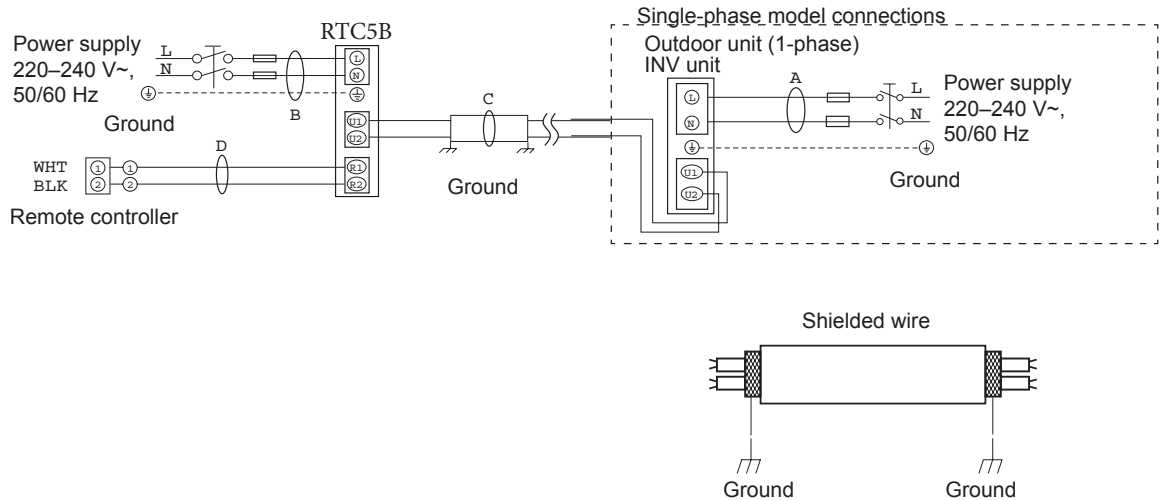 Single-phase model connections
RTC5B
Power supply
220–240 V~,
50/60 Hz
L
N
Ground
B
L
N
U1
U2
R1
R2
C
Ground
D
WHT
BLK
1
2
1
2
Remote controller
Outdoor unit (1-phase)
INV unit
L
N
U1
U2
A
L
N
Power supply
220–240 V~,
50/60 Hz
Ground
Shielded wire
Ground
Ground